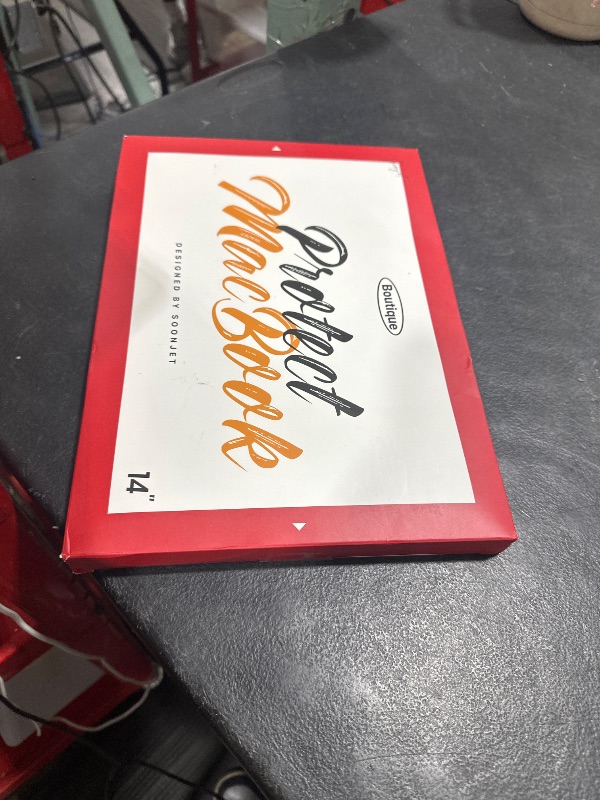 Boutique
Protect
MacBook
DESIGNED BY SOONJET
14"